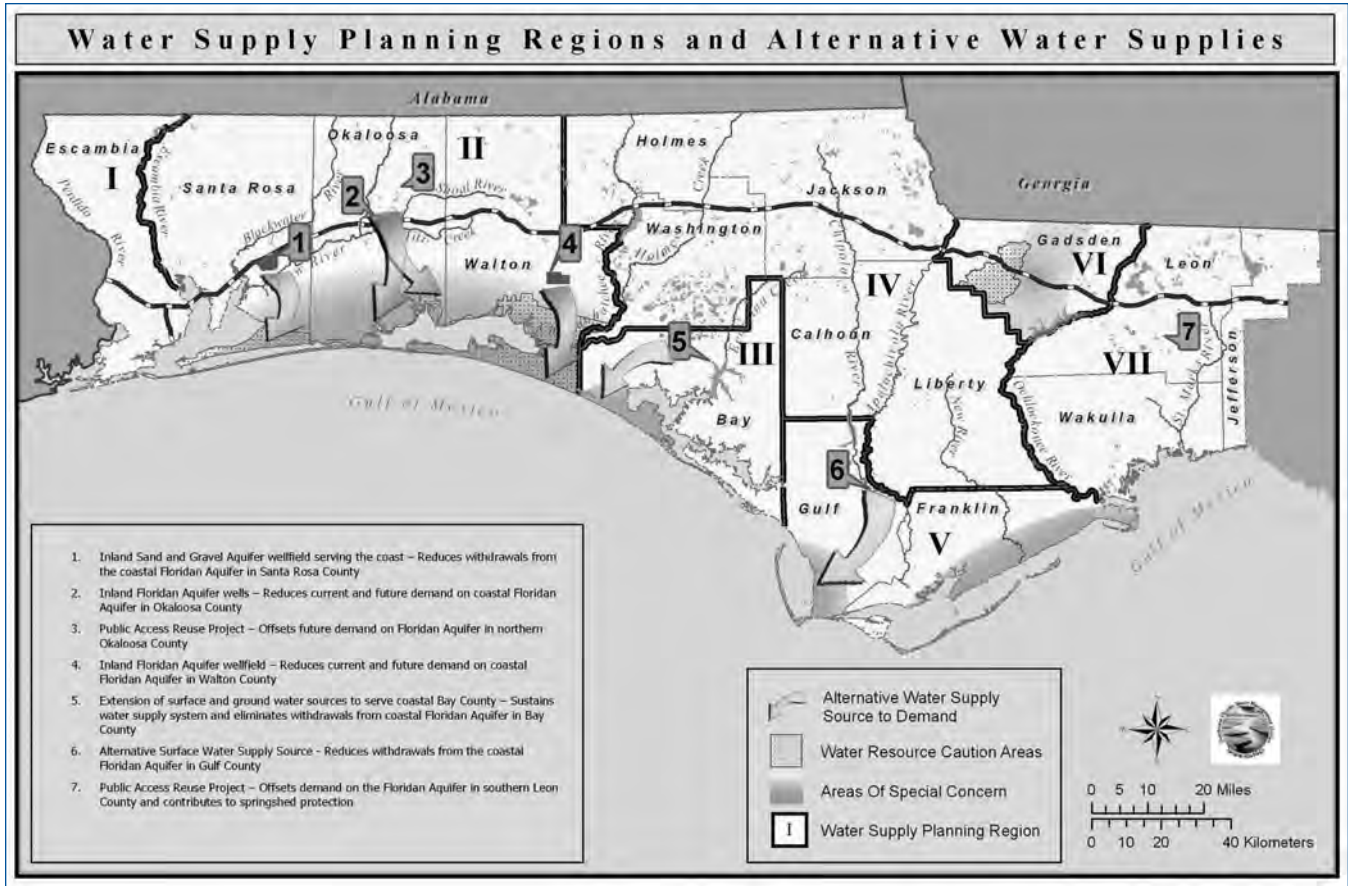 Water Supply Planning Regions and Alternative Water Supplies
Alabama
Escambia
I
Santa Rosa
Okaloosa
II
Holmes
Jackson
Georgia
Perdido
River
Escambia River
Blackwater
River
Shoal River
3
2
1
4
Walton
Washington
Holmes
Creek
Chipola
River
Gadsden
VI
Leon
IV
Calhoun
Apalachicola River
Liberty
New River
5
III
Bay
Gulf of Mexico
7
VII
Wakulla
Jefferson
St. Marks River
Ochlockonee River
6
Gulf
Franklin
V
Gulf of Mexico
1. Inland Sand and Gravel Aquifer wellfield serving the coast – Reduces withdrawals from
the coastal Floridan Aquifer in Santa Rosa County
2. Inland Floridan Aquifer wells – Reduces current and future demand on coastal Floridan
Aquifer in Okaloosa County
3. Public Access Reuse Project – Offsets future demand on Floridan Aquifer in northern
Okaloosa County
4. Inland Floridan Aquifer wellfield – Reduces current and future demand on coastal
Floridan Aquifer in Walton County
5. Extension of surface and ground water sources to serve coastal Bay County – Sustains
water supply system and eliminates withdrawals from coastal Floridan Aquifer in Bay
County
6. Alternative Surface Water Supply Source - Reduces withdrawals from the coastal
Floridan Aquifer in Gulf County
7. Public Access Reuse Project – Offsets demand on the Floridan Aquifer in southern Leon
County and contributes to springshed protection
Alternative Water Supply
Source to Demand
Water Resource Caution Areas
Areas Of Special Concern
I Water Supply Planning Region
0 5 10 20 Miles
0 10 20 40 Kilometers